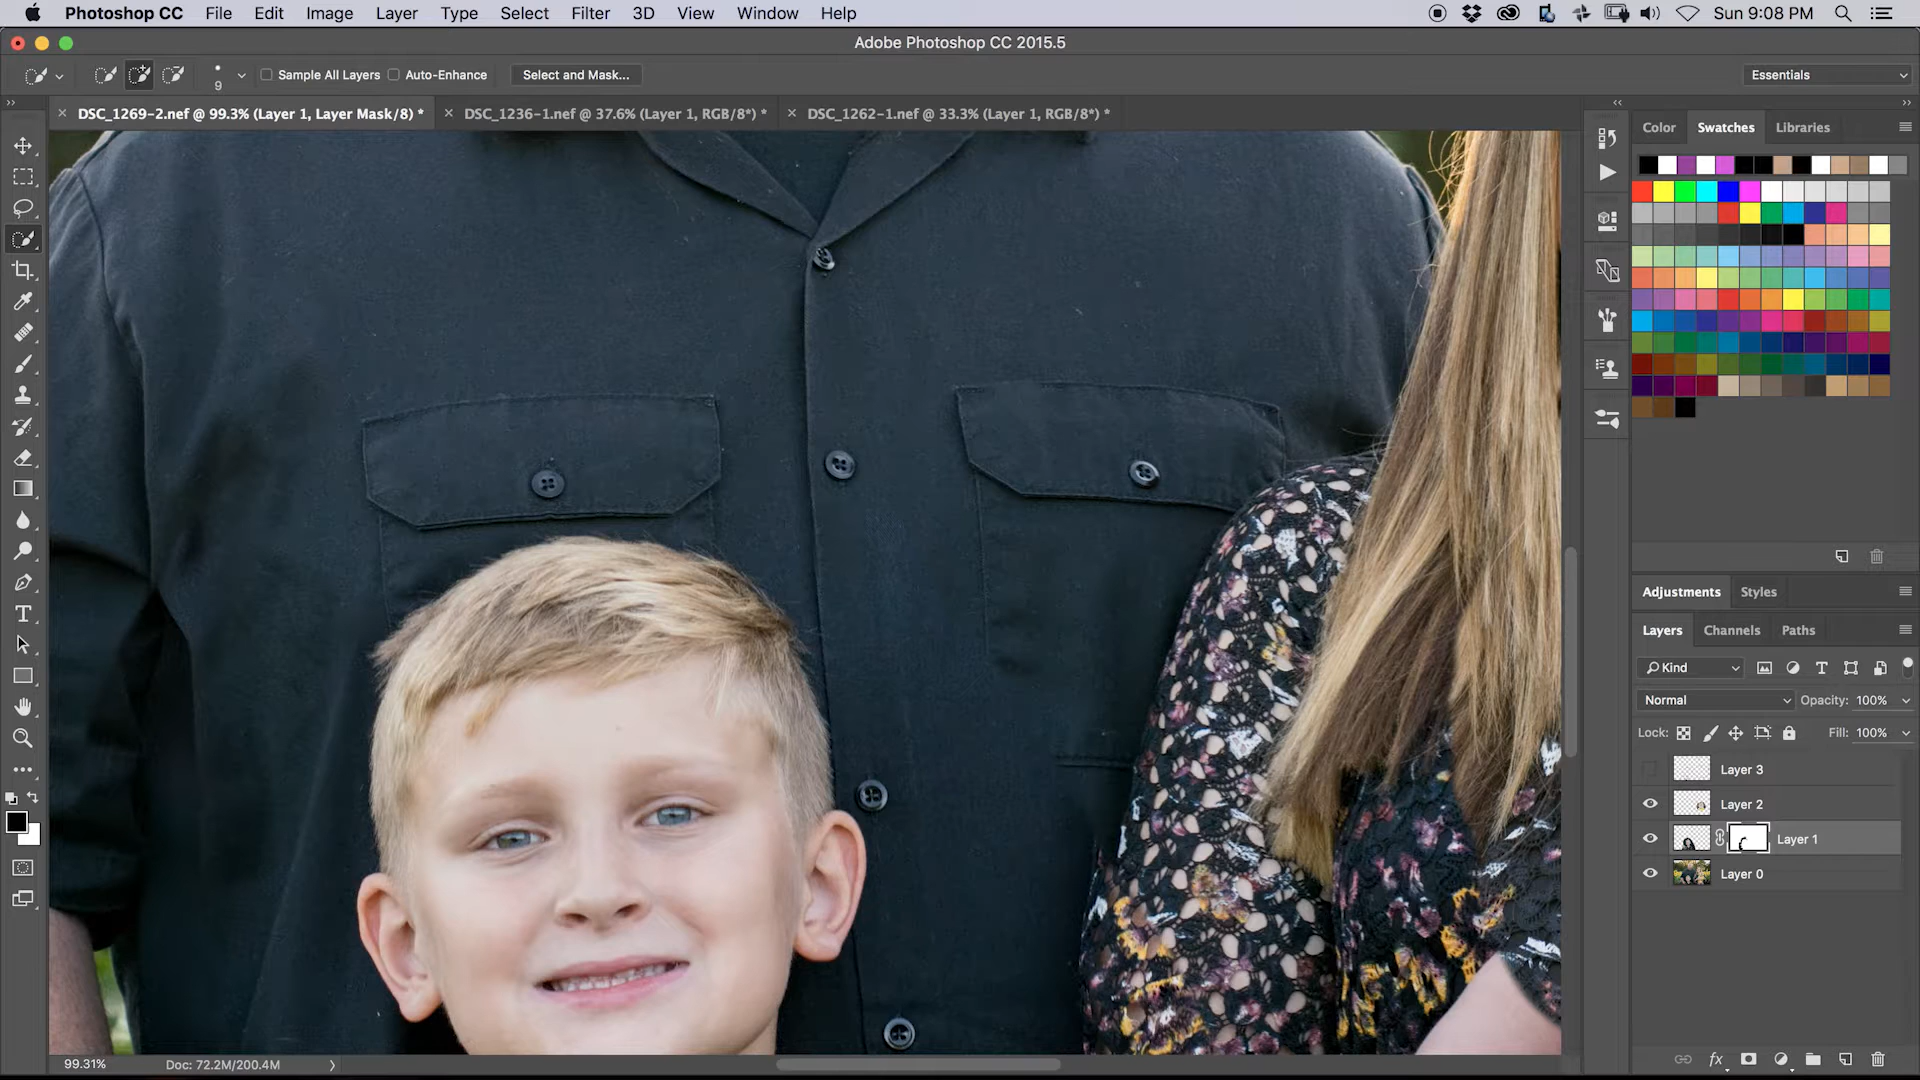 Photoshop CC File Edit Image Layer Type Select Filter 3D View Window Help Sun 9:08 PM
Adobe Photoshop CC 2015.5
9 Sample All Layers Auto-Enhance Select and Mask... Essentials
DSC_1269-2.nef @ 99.3% (Layer 1, Layer Mask/8) * DSC_1236-1.nef @ 37.6% (Layer 1, RGB/8*) * DSC_1262-1.nef @ 33.3% (Layer 1, RGB/8*) *
Color Swatches Libraries
Adjustments Styles
Layers Channels Paths
Kind
Normal Opacity: 100%
Lock: Fill: 100%
Layer 3
Layer 2
Layer 1
Layer 0
99.31% Doc: 72.2M/200.4M
fx